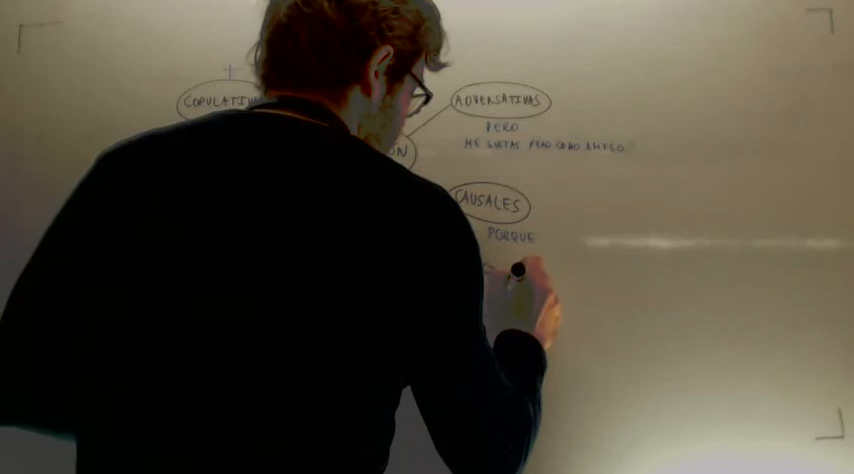 COPULATIV
ADVERSATIVAS
PERO
ME GUSTAS PERO COMO AMIGO
ON
CAUSALES
PORQUE